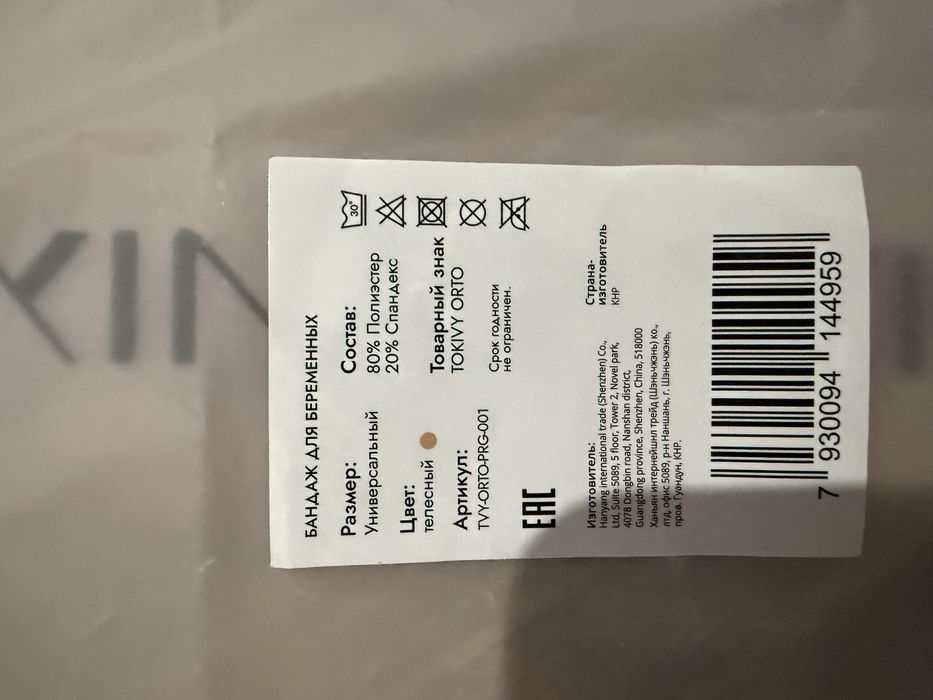 БАНДАЖ ДЛЯ БЕРЕМЕННЫХ
Размер:
Универсальный
Цвет:
телесный
Артикул:
TVY-ORTO-PRG-001
Состав:
80% Полиэстер
20% Спандекс
Товарный знак
TOKIVY ORTO
Срок годности
не ограничен.
30°
EAC
Изготовитель:
Hanyang international trade (Shenzhen) Co.,
Ltd, Suite 5089, 5 floor, Tower 2, Novel park,
4078 Dongbin road, Nanshan district,
Guangdong province, Shenzhen, China, 518000
Ханьян интернейшнл трейд (Шэньчжэнь) ко.,
лтд, офис 5089, р-н Наньшань, г. Шэньчжэнь,
пров. Гуандун, КНР.
Страна-
изготовитель
КНР
7 930094 144959